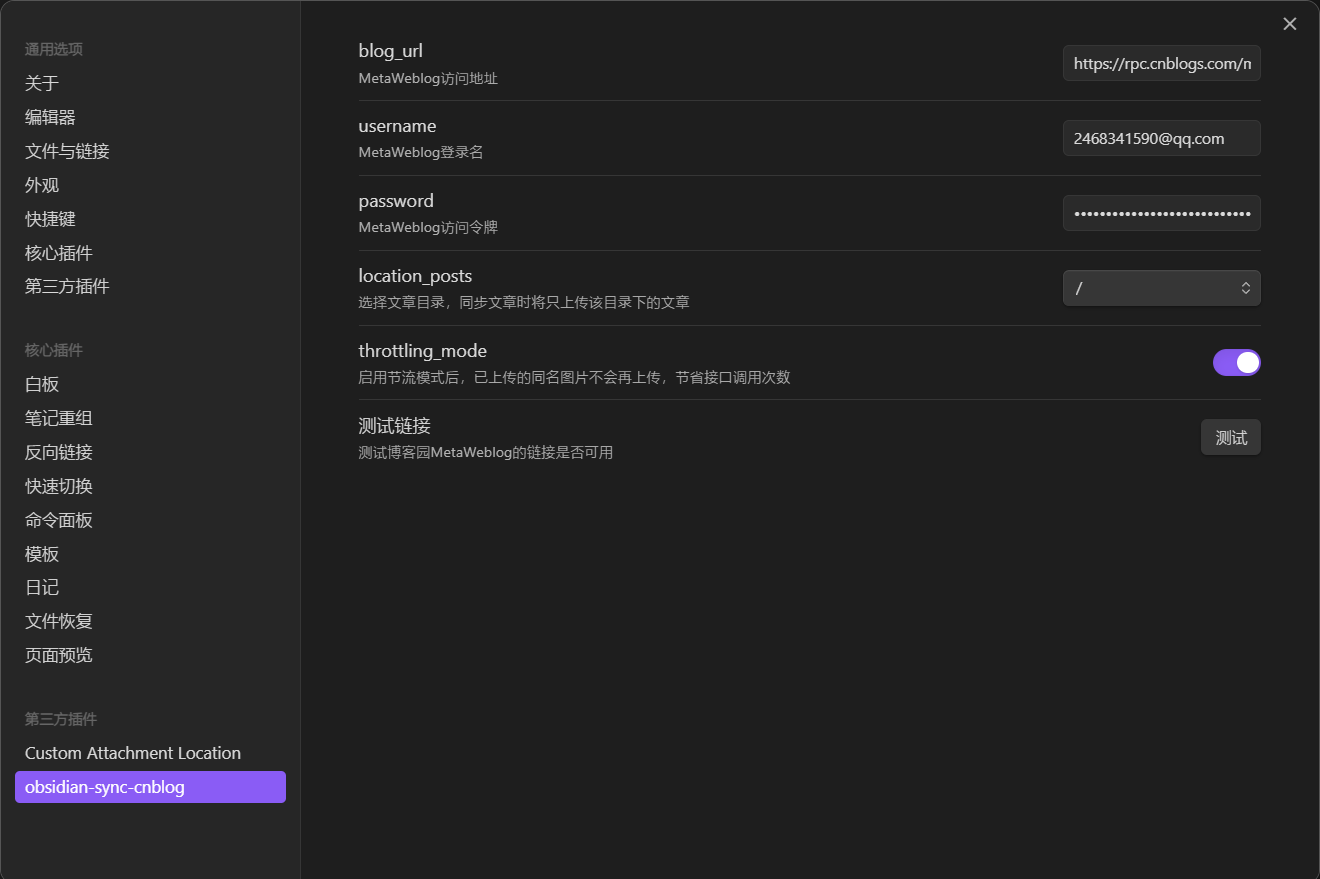 通用选项
关于
编辑器
文件与链接
外观
快捷键
核心插件
第三方插件
核心插件
白板
笔记重组
反向链接
快速切换
命令面板
模板
日记
文件恢复
页面预览
第三方插件
Custom Attachment Location
obsidian-sync-cnblog
blog_url
MetaWeblog访问地址
https://rpc.cnblogs.com/m
username
MetaWeblog登录名
2468341590@qq.com
password
MetaWeblog访问令牌
••••••••••••••••••••••••••••
location_posts
选择文章目录，同步文章时将只上传该目录下的文章
/
throttling_mode
启用节流模式后，已上传的同名图片不会再上传，节省接口调用次数
测试链接
测试博客园MetaWeblog的链接是否可用
测试